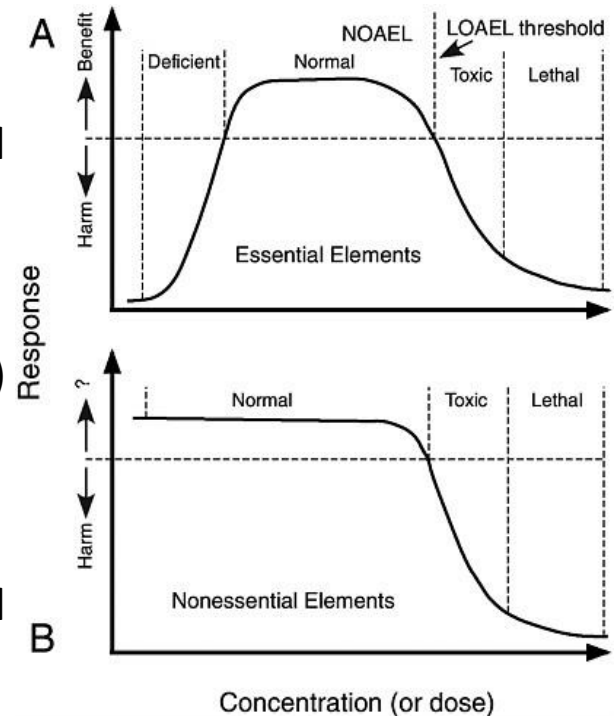 A
NOAEL
LOAEL threshold
Benefit
Deficient
Normal
Toxic
Lethal
Harm
Essential Elements
Response
?
Normal
Toxic
Lethal
Harm
Nonessential Elements
B
Concentration (or dose)